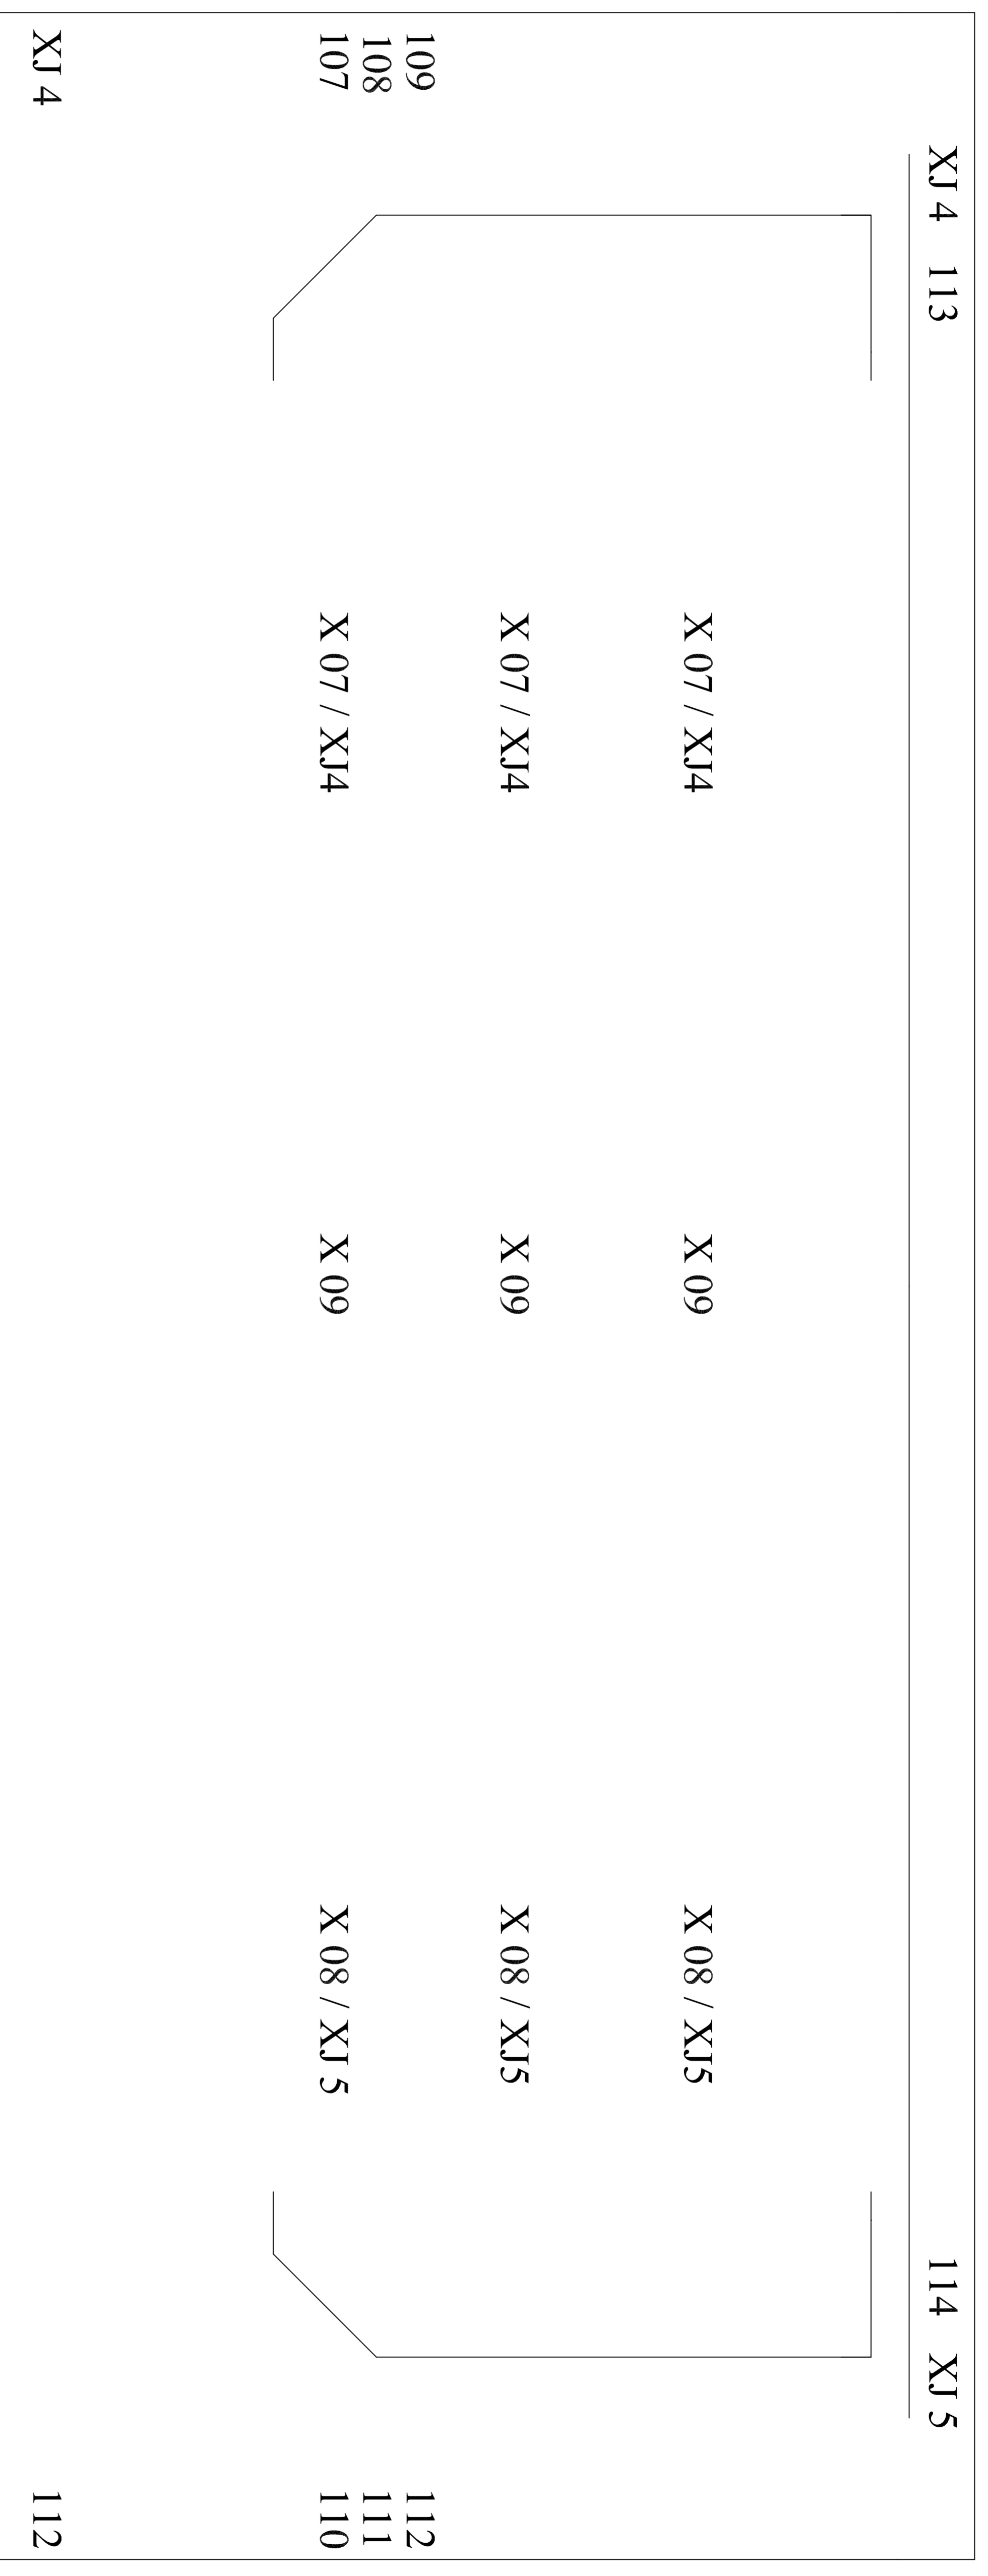 XJ 4 113 114 XJ 5
X 07 / XJ4 X 09 X 08 / XJ5
X 07 / XJ4 X 09 X 08 / XJ5
109 112
108 111
107 X 07 / XJ4 X 09 X 08 / XJ 5 110
XJ 4 112